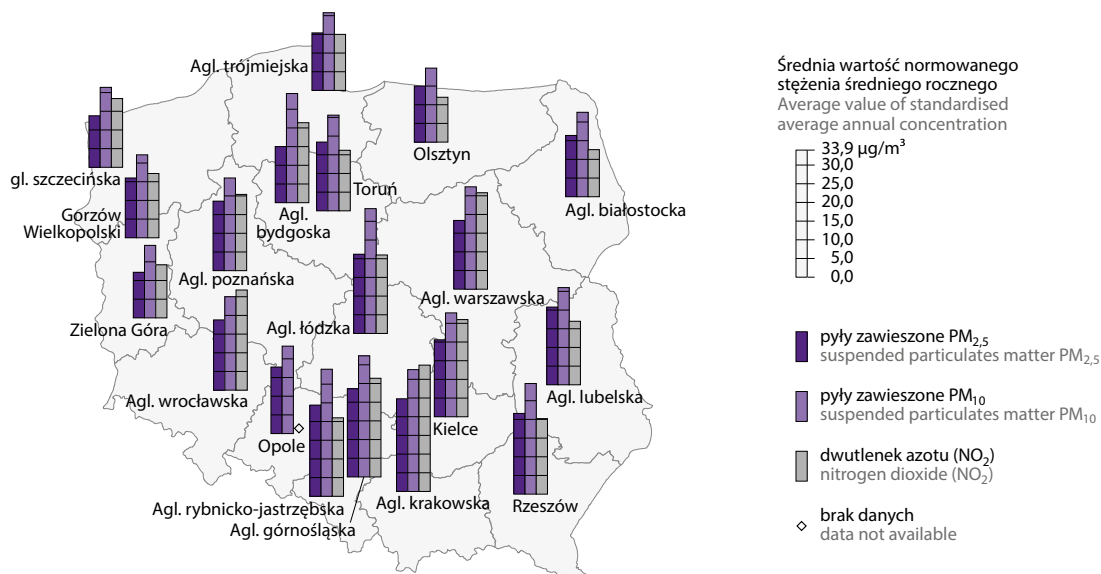 Agl. trójmiejska
Olsztyn
gl. szczecińska
Toruń
Agl. białostocka
Gorzów
Wielkopolski
Agl.
bydgoska
Agl. poznańska
Agl. warszawska
Zielona Góra
Agl. łódzka
Agl. wrocławska
Agl. lubelska
Kielce
Opole
Agl. rybnicko-jastrzębska
Agl. górnośląska
Agl. krakowska
Rzeszów
Średnia wartość normowanego
stężenia średniego rocznego
Average value of standardised
average annual concentration
33,9 µg/m³
30,0
25,0
20,0
15,0
10,0
5,0
0,0
pyły zawieszone PM2,5
suspended particulates matter PM2,5
pyły zawieszone PM10
suspended particulates matter PM10
dwutlenek azotu (NO2)
nitrogen dioxide (NO2)
brak danych
data not available